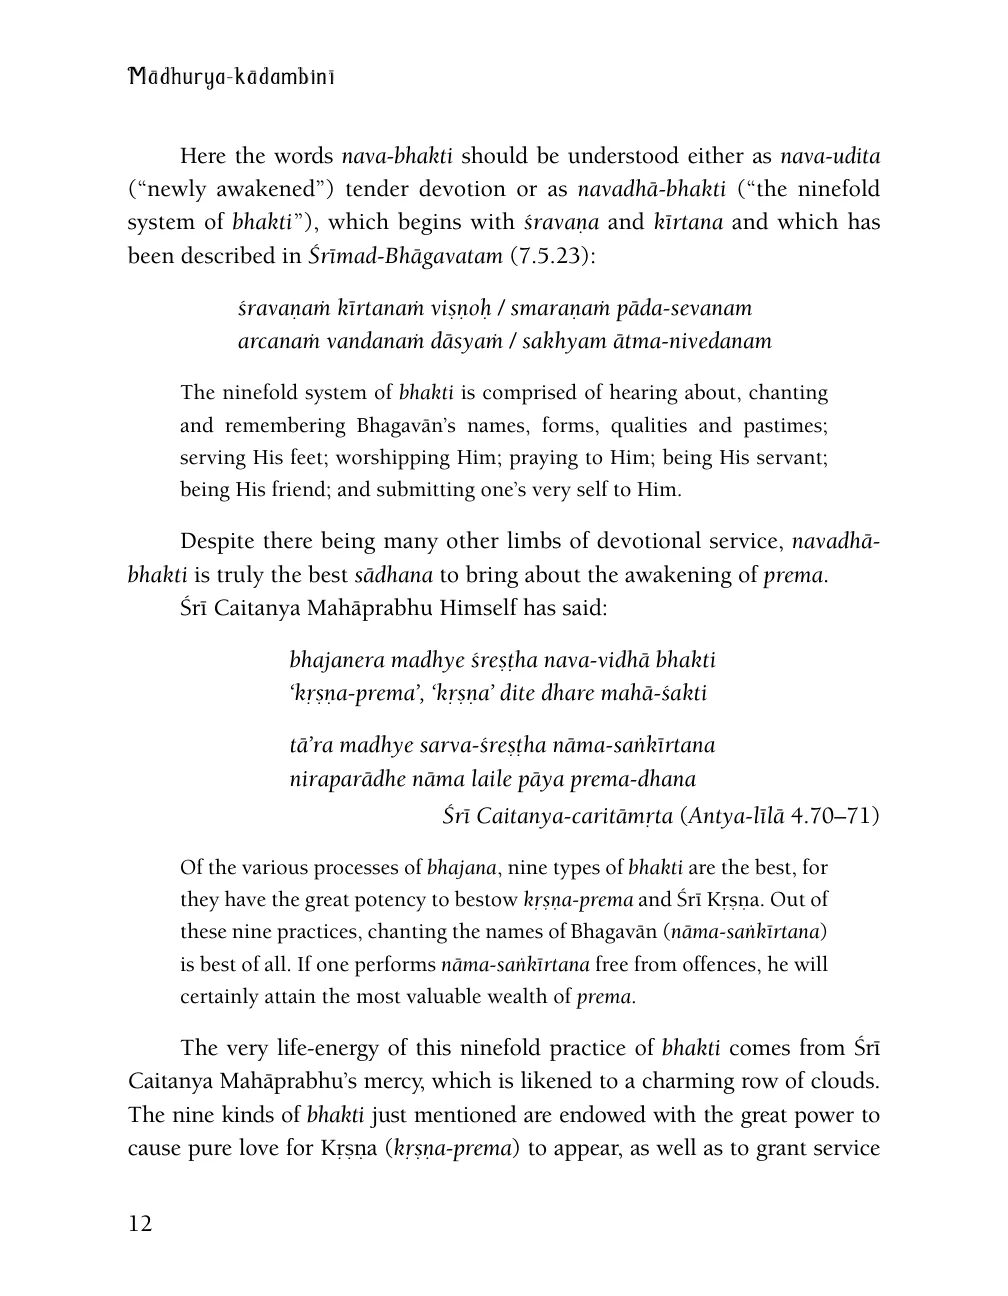 Mādhurya-kādambinī
Here the words nava-bhakti should be understood either as nava-udita
(“newly awakened”) tender devotion or as navadhā-bhakti (“the ninefold
system of bhakti”), which begins with śravaṇa and kīrtana and which has
been described in Śrīmad-Bhāgavatam (7.5.23):
śravaṇaṁ kīrtanaṁ viṣṇoḥ / smaraṇaṁ pāda-sevanam
arcanaṁ vandanaṁ dāsyaṁ / sakhyam ātma-nivedanam
The ninefold system of bhakti is comprised of hearing about, chanting
and remembering Bhagavān’s names, forms, qualities and pastimes;
serving His feet; worshipping Him; praying to Him; being His servant;
being His friend; and submitting one’s very self to Him.
Despite there being many other limbs of devotional service, navadhā-
bhakti is truly the best sādhana to bring about the awakening of prema.
Śrī Caitanya Mahāprabhu Himself has said:
bhajanera madhye śreṣṭha nava-vidhā bhakti
‘kṛṣṇa-prema’, ‘kṛṣṇa’ dite dhare mahā-śakti
tā’ra madhye sarva-śreṣṭha nāma-saṅkīrtana
niraparādhe nāma laile pāya prema-dhana
Śrī Caitanya-caritāmṛta (Antya-līlā 4.70–71)
Of the various processes of bhajana, nine types of bhakti are the best, for
they have the great potency to bestow kṛṣṇa-prema and Śrī Kṛṣṇa. Out of
these nine practices, chanting the names of Bhagavān (nāma-saṅkīrtana)
is best of all. If one performs nāma-saṅkīrtana free from offences, he will
certainly attain the most valuable wealth of prema.
The very life-energy of this ninefold practice of bhakti comes from Śrī
Caitanya Mahāprabhu’s mercy, which is likened to a charming row of clouds.
The nine kinds of bhakti just mentioned are endowed with the great power to
cause pure love for Kṛṣṇa (kṛṣṇa-prema) to appear, as well as to grant service
12